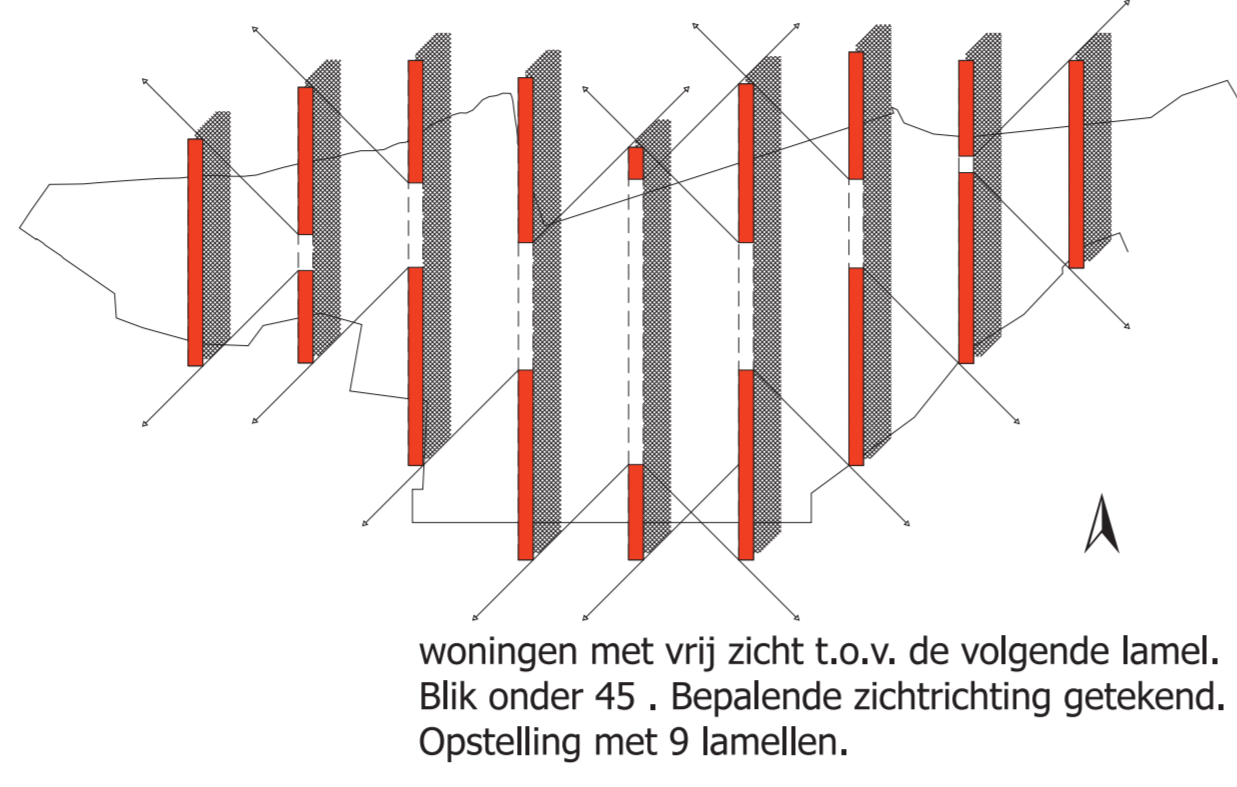 woningen met vrij zicht t.o.v. de volgende lamel.
Blik onder 45 . Bepalende zichtrichting getekend.
Opstelling met 9 lamellen.